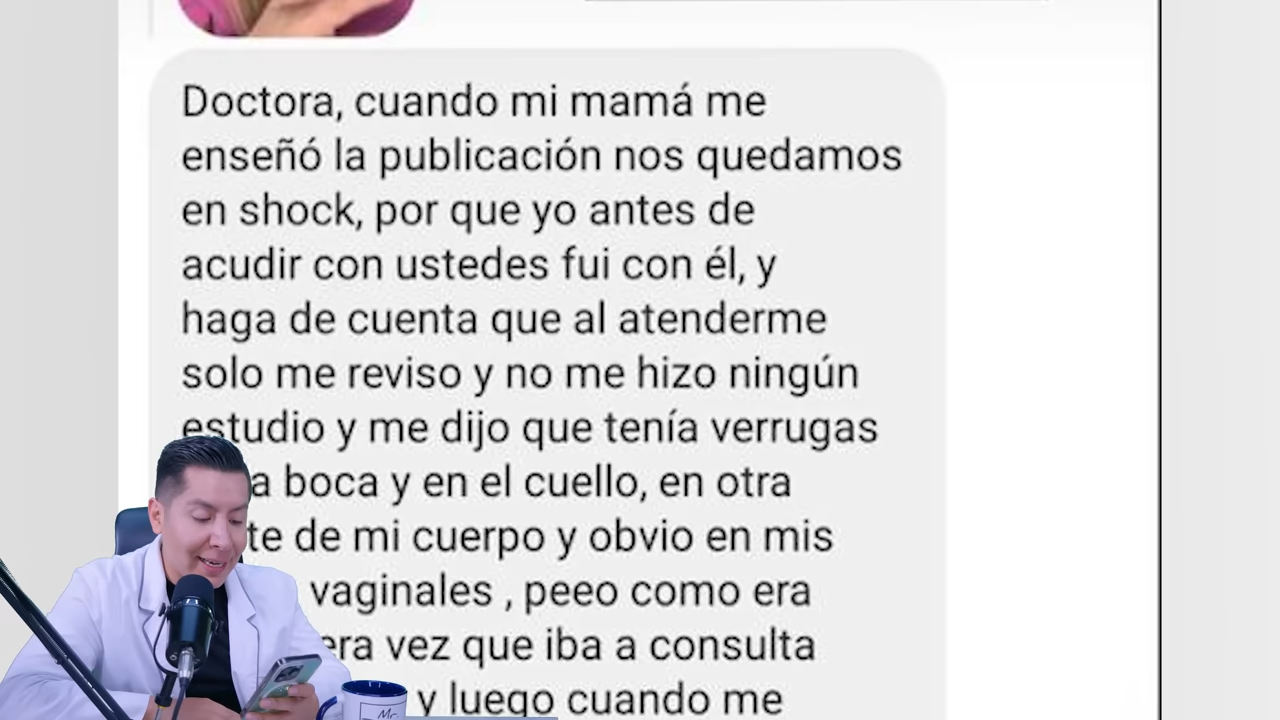 Doctora, cuando mi mamá me
enseñó la publicación nos quedamos
en shock, por que yo antes de
acudir con ustedes fui con él, y
haga de cuenta que al atenderme
solo me reviso y no me hizo ningún
estudio y me dijo que tenía verrugas
a boca y en el cuello, en otra
te de mi cuerpo y obvio en mis
vaginales , peeo como era
era vez que iba a consulta
y luego cuando me
Mr.